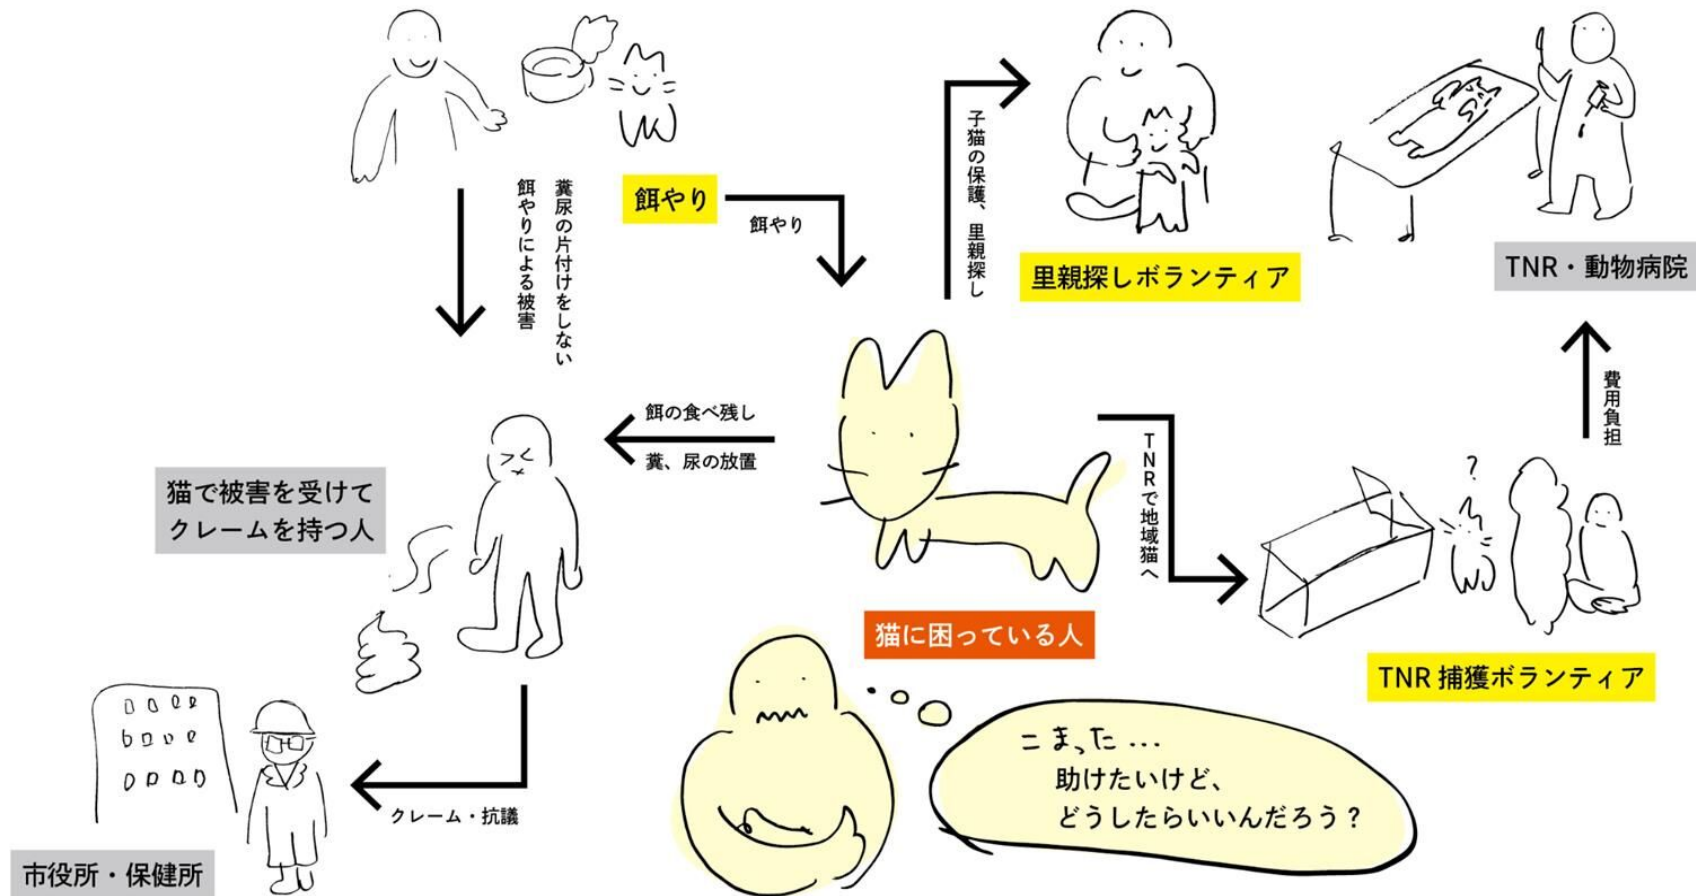 糞尿の片付けをしない
餌やりによる被害
餌やり
餌やり
子猫の保護、里親探し
里親探しボランティア
TNR・動物病院
費用負担
餌の食べ残し
糞、尿の放置
TNRで地域猫へ
?
TNR 捕獲ボランティア
猫で被害を受けて
クレームを持つ人
猫に困っている人
こまった…
助けたいけど、
どうしたらいいんだろう？
クレーム・抗議
市役所・保健所